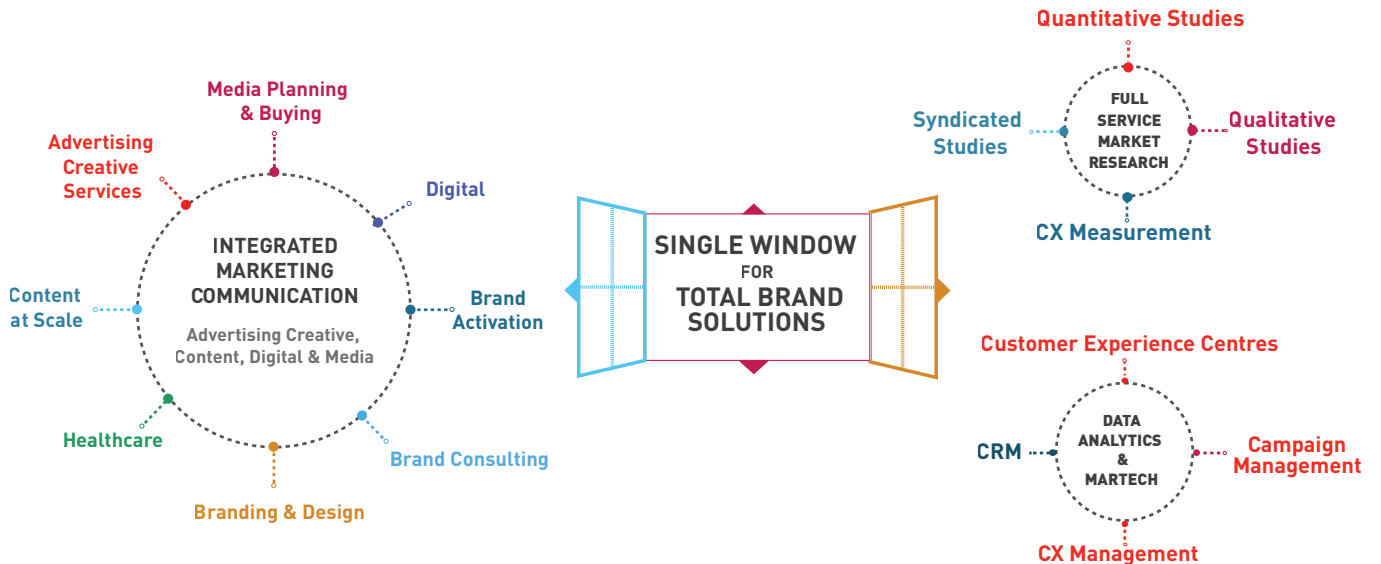 Media Planning
& Buying
Advertising
Creative
Services
Digital
INTEGRATED
MARKETING
COMMUNICATION
Advertising Creative,
Content, Digital & Media
Content
at Scale
Brand
Activation
Healthcare
Brand Consulting
Branding & Design
SINGLE WINDOW
FOR
TOTAL BRAND
SOLUTIONS
Quantitative Studies
FULL
SERVICE
MARKET
RESEARCH
Syndicated
Studies
Qualitative
Studies
CX Measurement
Customer Experience Centres
DATA
ANALYTICS
&
MARTECH
CRM
Campaign
Management
CX Management